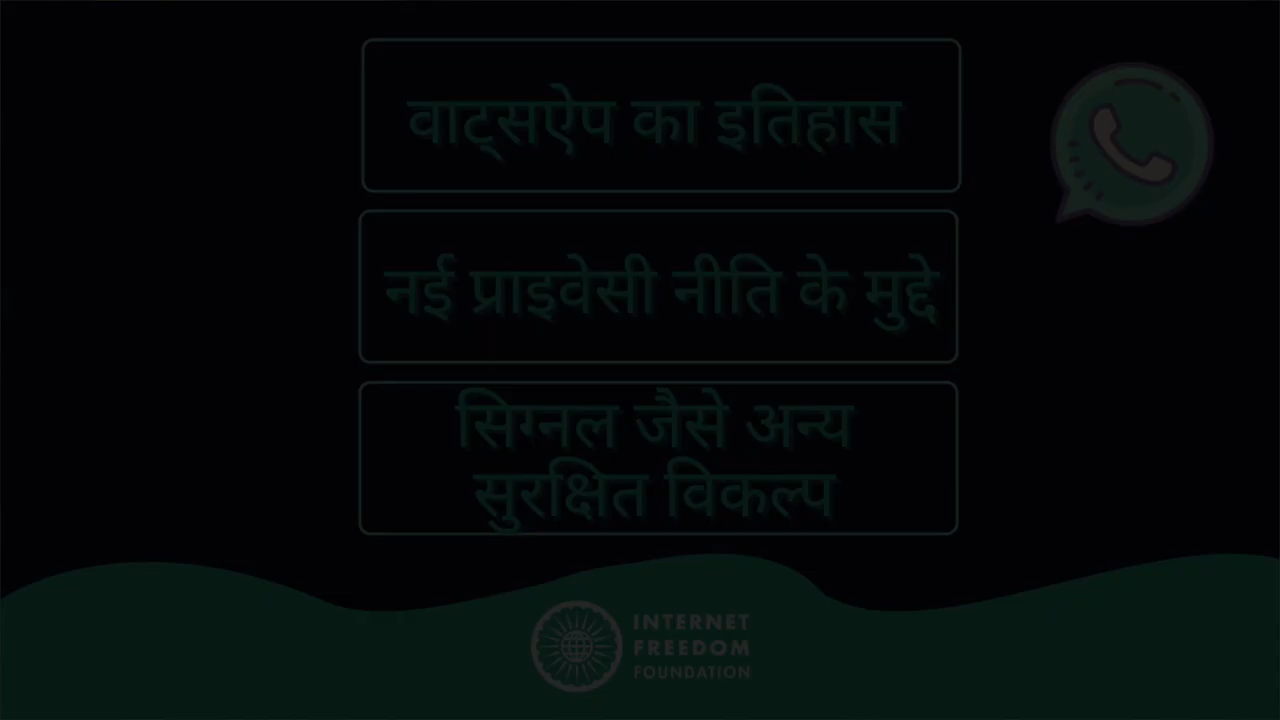 वाट्सऐप का इतिहास
नई प्राइवेसी नीति के मुद्दे
सिग्नल जैसे अन्य
सुरक्षित विकल्प
INTERNET
FREEDOM
FOUNDATION